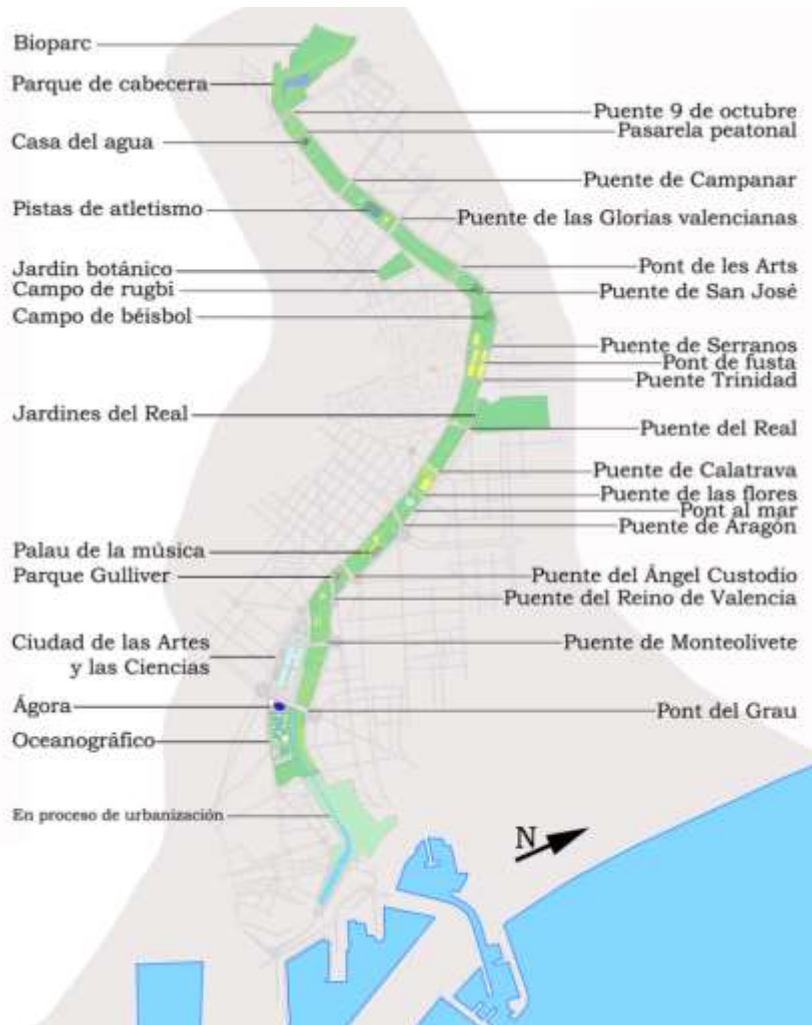 Bioparc
Parque de cabecera
Casa del agua
Pistas de atletismo
Jardín botánico
Campo de rugbi
Campo de béisbol
Jardines del Real
Palau de la música
Parque Gulliver
Ciudad de las Artes
y las Ciencias
Ágora
Oceanográfico
En proceso de urbanización
Puente 9 de octubre
Pasarela peatonal
Puente de Campanar
Puente de las Glorias valencianas
Pont de les Arts
Puente de San José
Puente de Serranos
Pont de fusta
Puente Trinidad
Puente del Real
Puente de Calatrava
Puente de las flores
Pont al mar
Puente de Aragón
Puente del Ángel Custodio
Puente del Reino de Valencia
Puente de Monteolivete
Pont del Grau
N